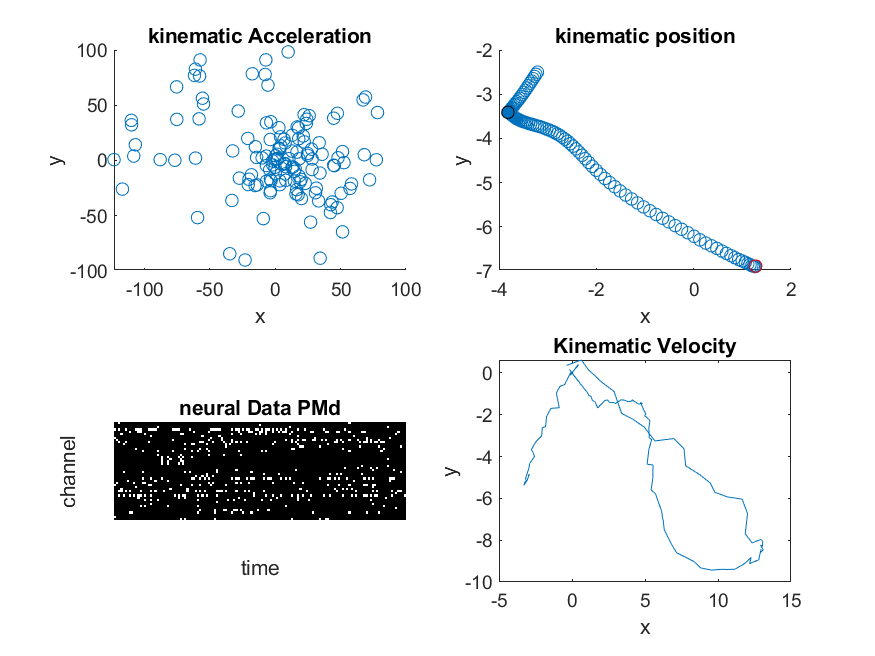 kinematic Acceleration
100
50
0
-50
-100
y
-100 -50 0 50 100
x
kinematic position
-2
-3
-4
-5
-6
-7
y
-4 -2 0 2
x
neural Data PMd
channel
time
Kinematic Velocity
0
-2
-4
-6
-8
-10
y
-5 0 5 10 15
x